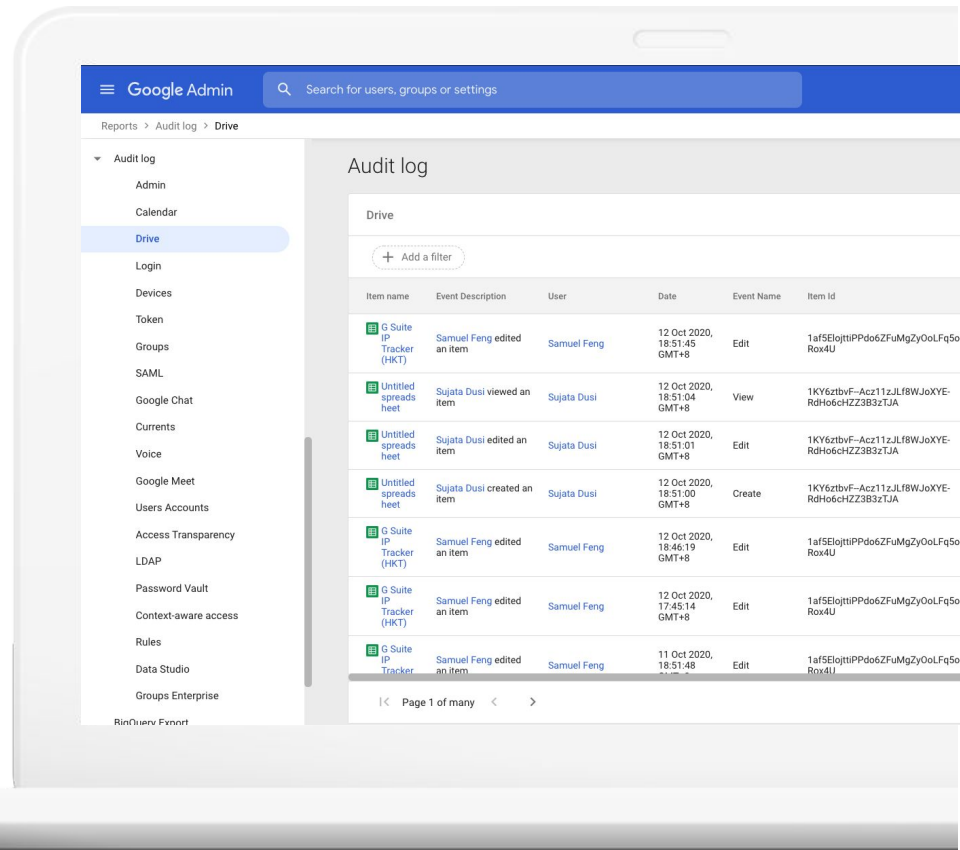 Google Admin
Search for users, groups or settings
Reports > Audit log > Drive
Audit log
Admin
Calendar
Drive
Login
Devices
Token
Groups
SAML
Google Chat
Currents
Voice
Google Meet
Users Accounts
Access Transparency
LDAP
Password Vault
Context-aware access
Rules
Data Studio
Groups Enterprise
BigQuery Export
Audit log
Drive
+ Add a filter
Item name Event Description User Date Event Name Item Id
G Suite
IP
Tracker
(HKT)
Samuel Feng edited
an item
Samuel Feng
12 Oct 2020,
18:51:45
GMT+8
Edit
1af5ElojttiPPdo6ZFuMgZyOoLFq5o
Rox4U
Untitled
spreads
heet
Sujata Dusi viewed an
item
Sujata Dusi
12 Oct 2020,
18:51:04
GMT+8
View
1KY6ztbvF--Acz11zJLf8WJoXYE-
RdHo6cHZZ3B3zTJA
Untitled
spreads
heet
Sujata Dusi edited an
item
Sujata Dusi
12 Oct 2020,
18:51:01
GMT+8
Edit
1KY6ztbvF--Acz11zJLf8WJoXYE-
RdHo6cHZZ3B3zTJA
Untitled
spreads
heet
Sujata Dusi created an
item
Sujata Dusi
12 Oct 2020,
18:51:00
GMT+8
Create
1KY6ztbvF--Acz11zJLf8WJoXYE-
RdHo6cHZZ3B3zTJA
G Suite
IP
Tracker
(HKT)
Samuel Feng edited
an item
Samuel Feng
12 Oct 2020,
18:46:19
GMT+8
Edit
1af5ElojttiPPdo6ZFuMgZyOoLFq5o
Rox4U
G Suite
IP
Tracker
(HKT)
Samuel Feng edited
an item
Samuel Feng
12 Oct 2020,
17:45:14
GMT+8
Edit
1af5ElojttiPPdo6ZFuMgZyOoLFq5o
Rox4U
G Suite
IP
Tracker
Samuel Feng edited
an item
Samuel Feng
11 Oct 2020,
18:51:48
Edit
1af5ElojttiPPdo6ZFuMgZyOoLFq5o
Rox4U
Page 1 of many